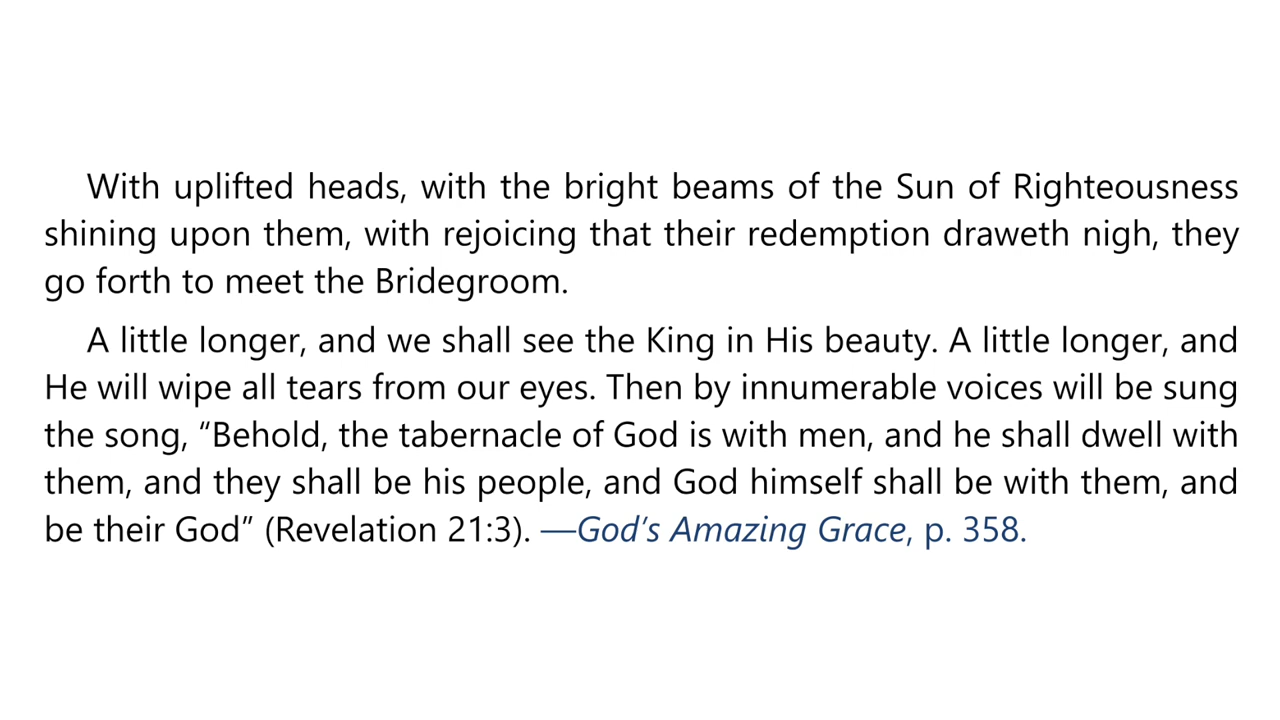 With uplifted heads, with the bright beams of the Sun of Righteousness
shining upon them, with rejoicing that their redemption draweth nigh, they
go forth to meet the Bridegroom.
A little longer, and we shall see the King in His beauty. A little longer, and
He will wipe all tears from our eyes. Then by innumerable voices will be sung
the song, “Behold, the tabernacle of God is with men, and he shall dwell with
them, and they shall be his people, and God himself shall be with them, and
be their God” (Revelation 21:3). —God’s Amazing Grace, p. 358.